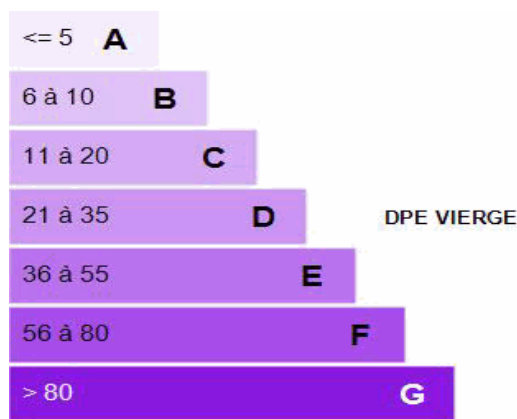 <= 5 A
6 à 10 B
11 à 20 C
21 à 35 D DPE VIERGE
36 à 55 E
56 à 80 F
> 80 G